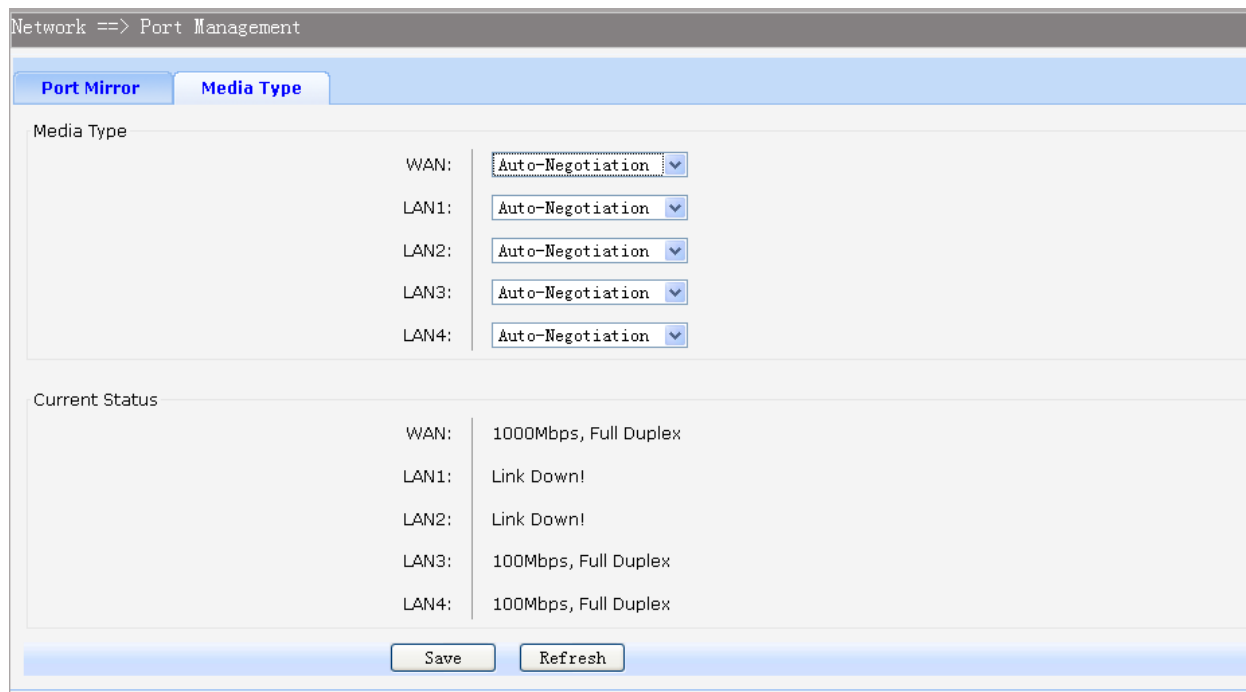 Network ==> Port Management
Port Mirror Media Type
Media Type
WAN: Auto-Negotiation
LAN1: Auto-Negotiation
LAN2: Auto-Negotiation
LAN3: Auto-Negotiation
LAN4: Auto-Negotiation
Current Status
WAN: 1000Mbps, Full Duplex
LAN1: Link Down!
LAN2: Link Down!
LAN3: 100Mbps, Full Duplex
LAN4: 100Mbps, Full Duplex
Save Refresh